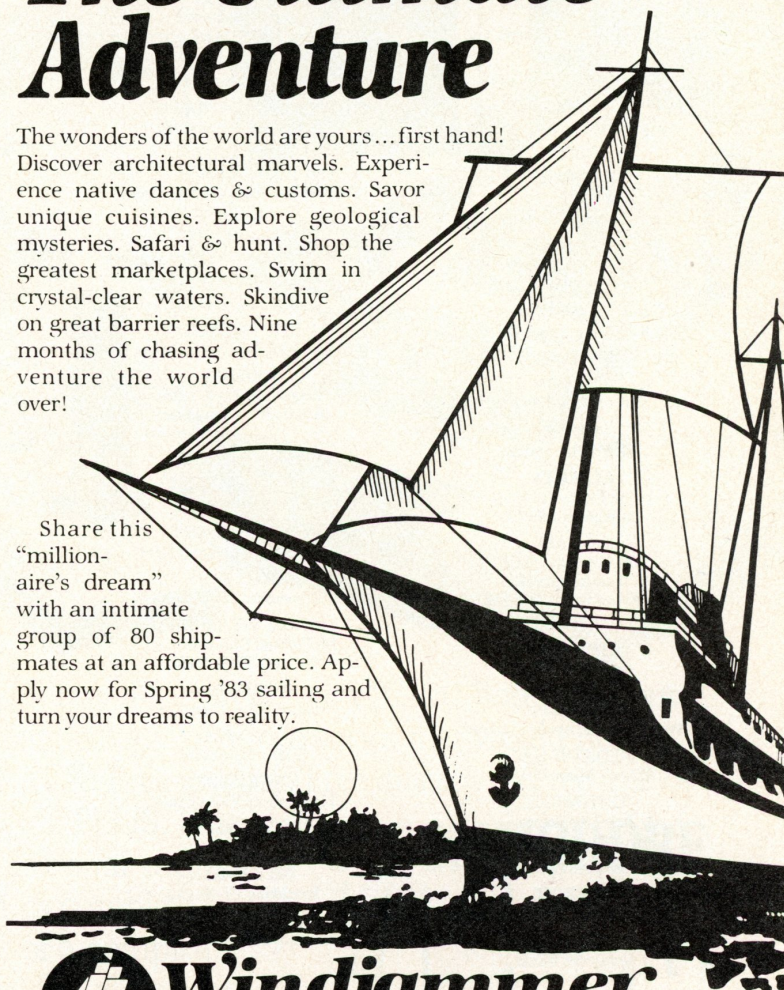 The Ultimate
Adventure
The wonders of the world are yours...first hand!
Discover architectural marvels. Experi-
ence native dances & customs. Savor
unique cuisines. Explore geological
mysteries. Safari & hunt. Shop the
greatest marketplaces. Swim in
crystal-clear waters. Skindive
on great barrier reefs. Nine
months of chasing ad-
venture the world
over!
Share this
“million-
aire’s dream”
with an intimate
group of 80 ship-
mates at an affordable price. Ap-
ply now for Spring ’83 sailing and
turn your dreams to reality.
Windjammer